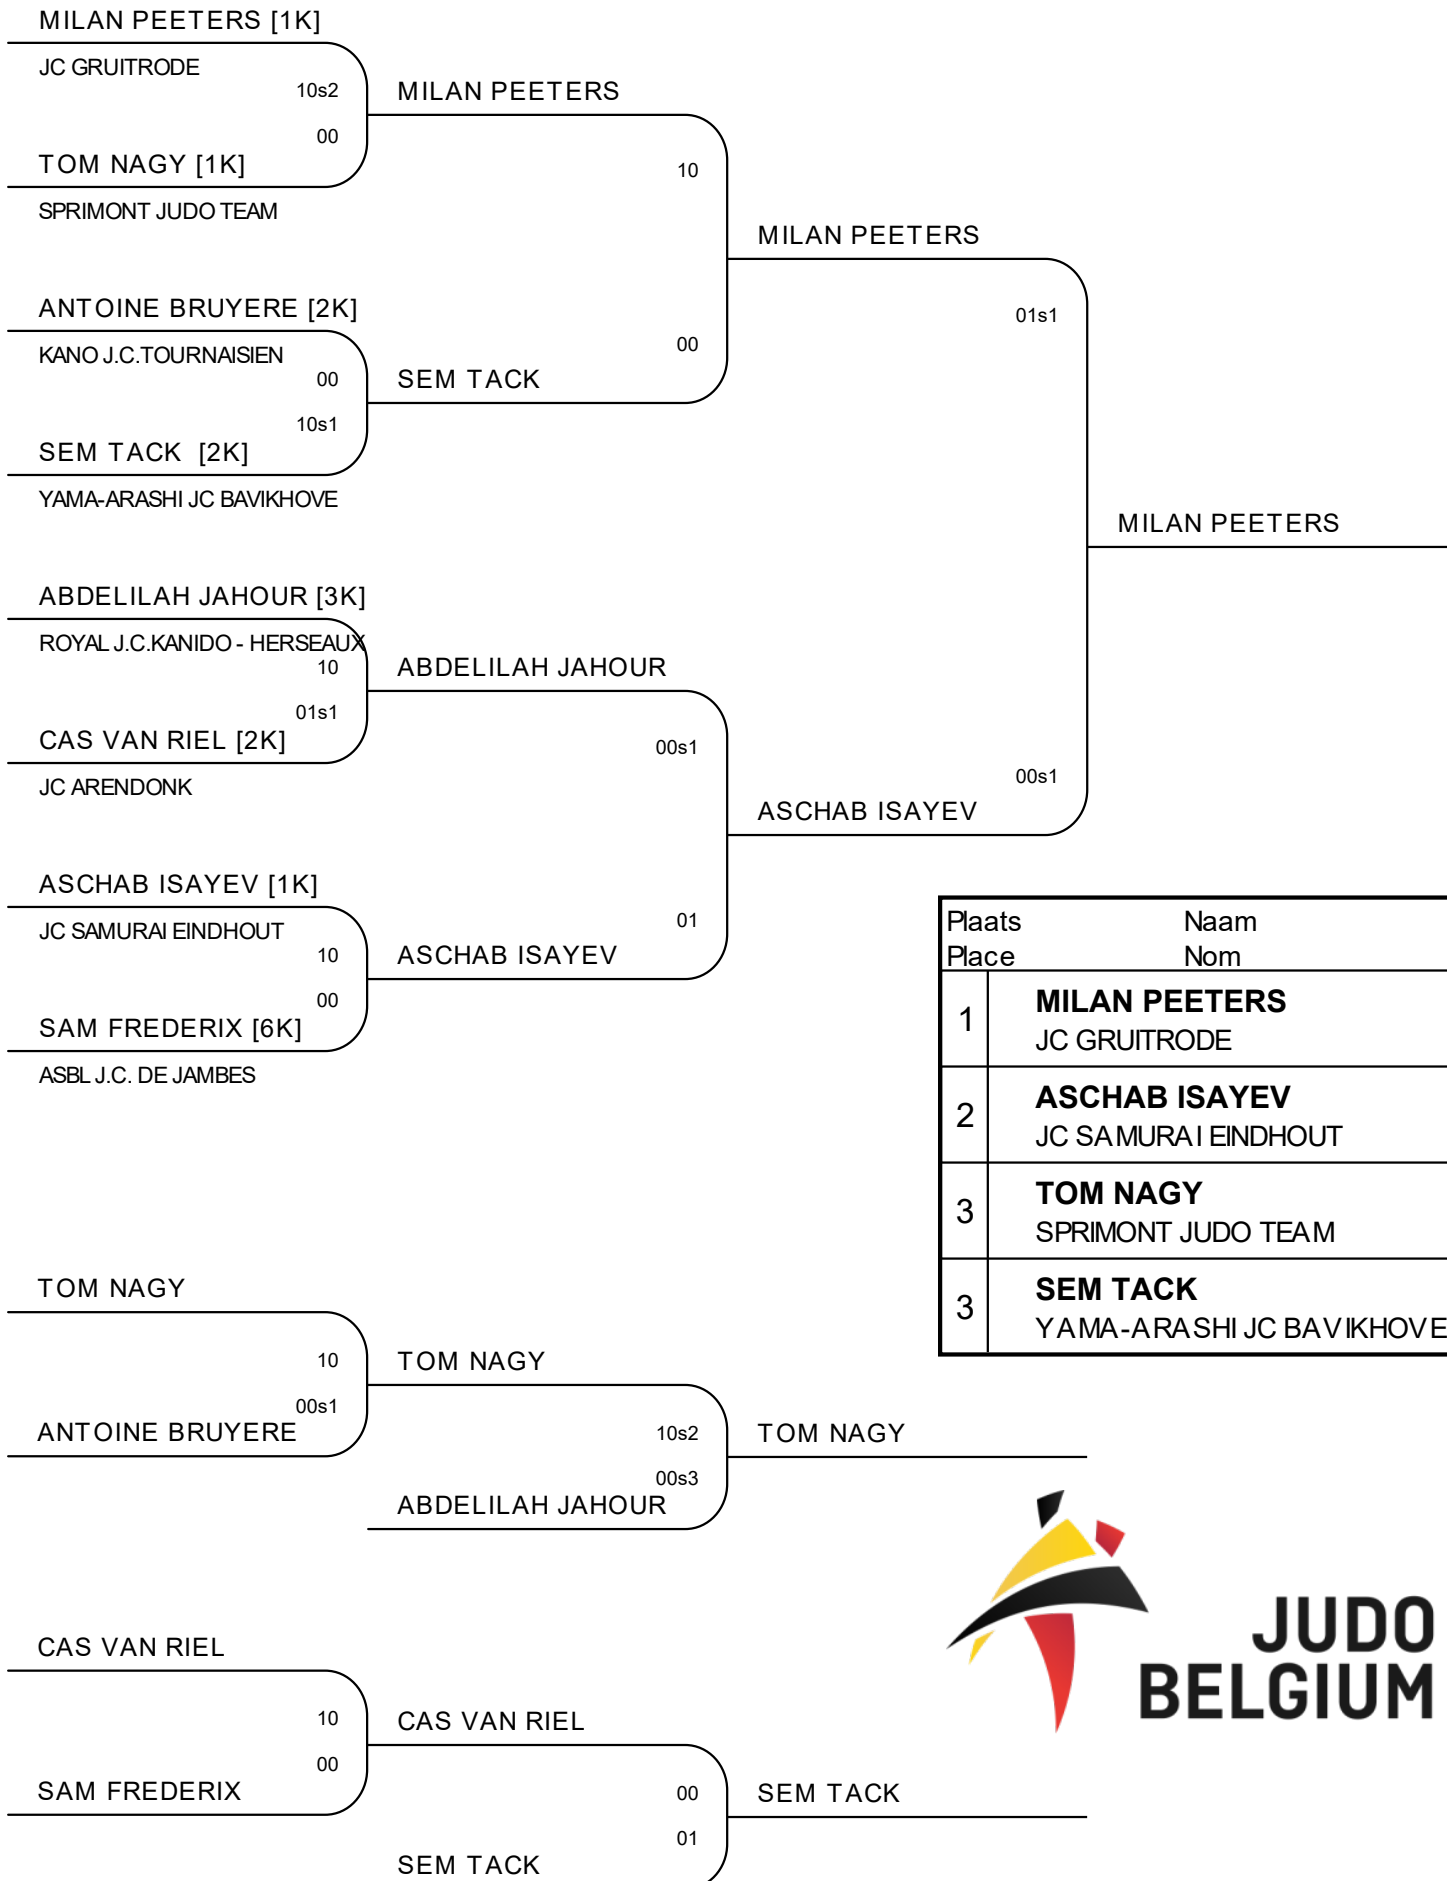 MILAN PEETERS [1K]
JC GRUITRODE
10s2
00
TOM NAGY [1K]
SPRIMONT JUDO TEAM
MILAN PEETERS
10
00
ANTOINE BRUYERE [2K]
KANO J.C.TOURNAISIEN
00
10s1
SEM TACK [2K]
YAMA-ARASHI JC BAVIKHOVE
SEM TACK
MILAN PEETERS
01s1
00s1
MILAN PEETERS
ABDELILAH JAHOUR [3K]
ROYAL J.C.KANIDO - HERSEAUX
10
01s1
CAS VAN RIEL [2K]
JC ARENDONK
ABDELILAH JAHOUR
00s1
01
ASCHAB ISAYEV
ASCHAB ISAYEV [1K]
JC SAMURAI EINDHOUT
10
00
SAM FREDERIX [6K]
ASBL J.C. DE JAMBES
ASCHAB ISAYEV
Plaats Naam
Place Nom
1 MILAN PEETERS
JC GRUITRODE
2 ASCHAB ISAYEV
JC SAMURAI EINDHOUT
3 TOM NAGY
SPRIMONT JUDO TEAM
3 SEM TACK
YAMA-ARASHI JC BAVIKHOVE
TOM NAGY
10
00s1
ANTOINE BRUYERE
TOM NAGY
10s2
00s3
ABDELILAH JAHOUR
TOM NAGY
CAS VAN RIEL
10
00
SAM FREDERIX
CAS VAN RIEL
00
01
SEM TACK
SEM TACK
JUDO
BELGIUM